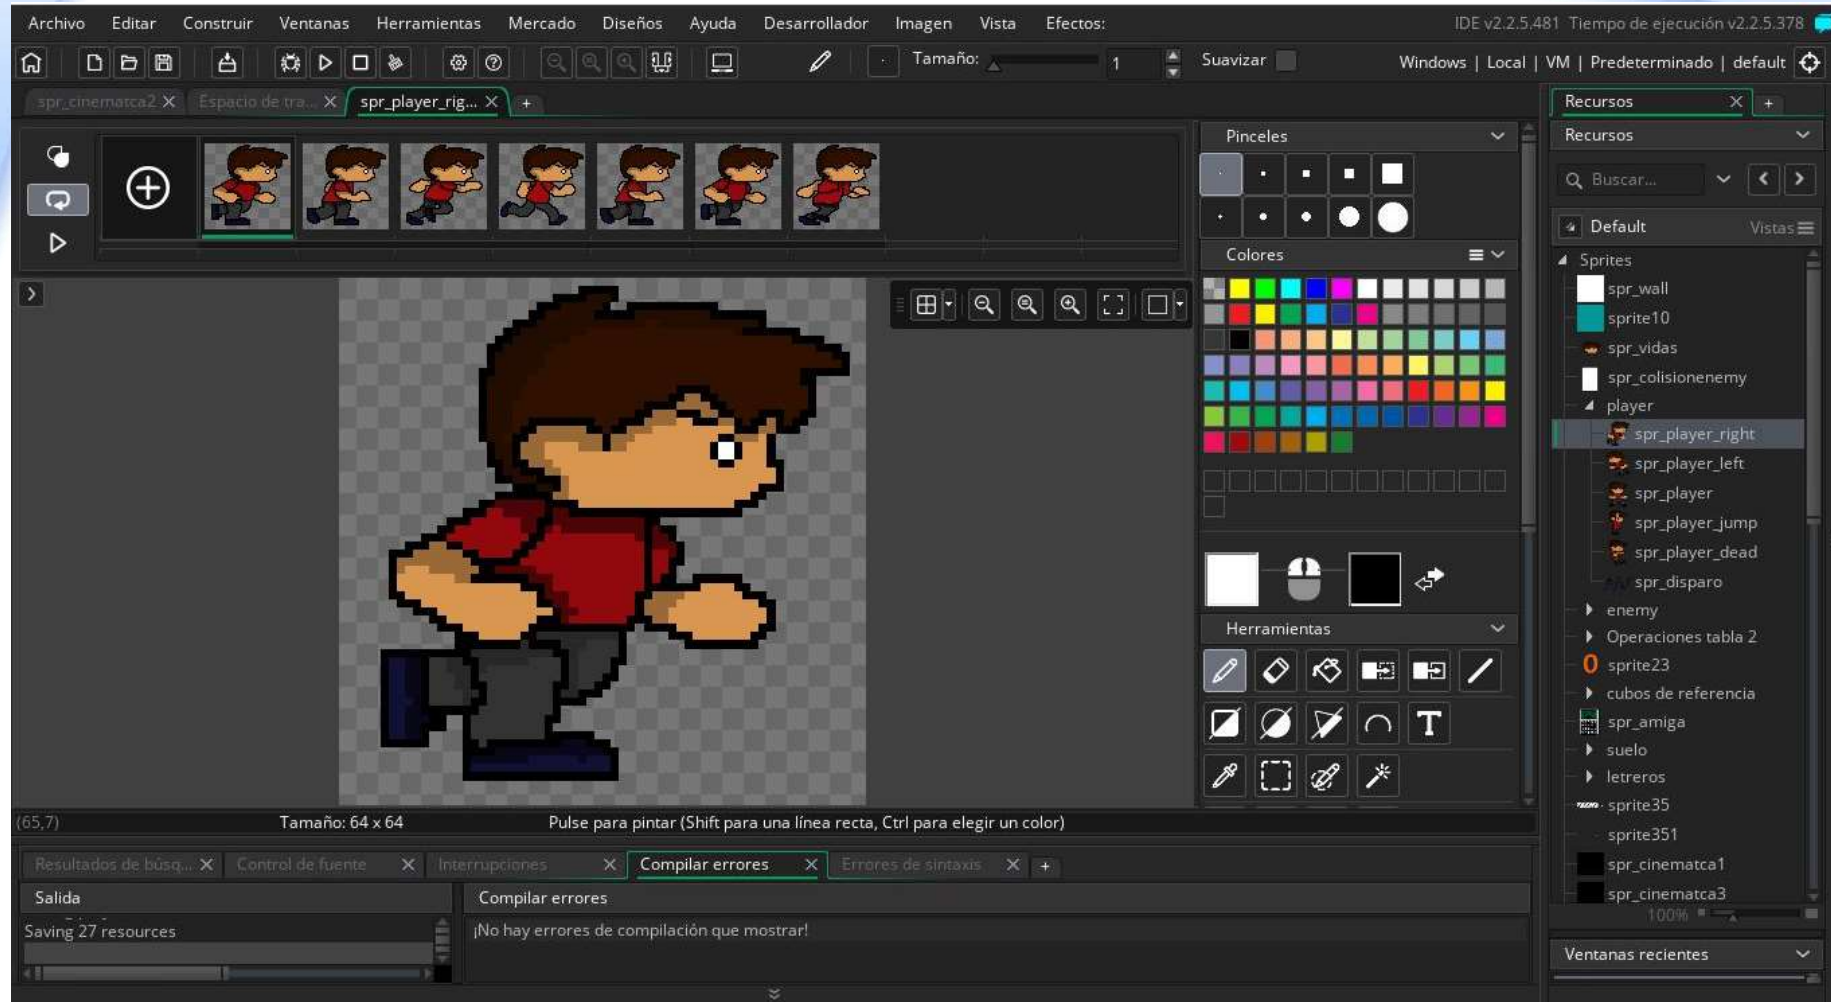 Archivo Editar Construir Ventanas Herramientas Mercado Diseños Ayuda Desarrollador Imagen Vista Efectos: IDE v2.2.5.481 Tiempo de ejecución v2.2.5.378
Tamaño: 1 Suavizar Windows | Local | VM | Predeterminado | default
spr_cinematca2 Espacio de tra... spr_player_rig... +
Recursos +
Pinceles
Recursos
Buscar...
Default Vistas
Colores
Sprites
spr_wall
sprite10
spr_vidas
spr_colisionenemy
player
spr_player_right
spr_player_left
spr_player
spr_player_jump
spr_player_dead
spr_disparo
enemy
Operaciones tabla 2
sprite23
cubos de referencia
spr_amiga
suelo
letreros
sprite35
sprite351
spr_cinematca1
spr_cinematca3
100%
Ventanas recientes
Herramientas
T
(65,7) Tamaño: 64 x 64 Pulse para pintar (Shift para una línea recta, Ctrl para elegir un color)
Resultados de búsq... Control de fuente Interrupciones Compilar errores Errores de sintaxis +
Salida Compilar errores
Saving 27 resources
¡No hay errores de compilación que mostrar!